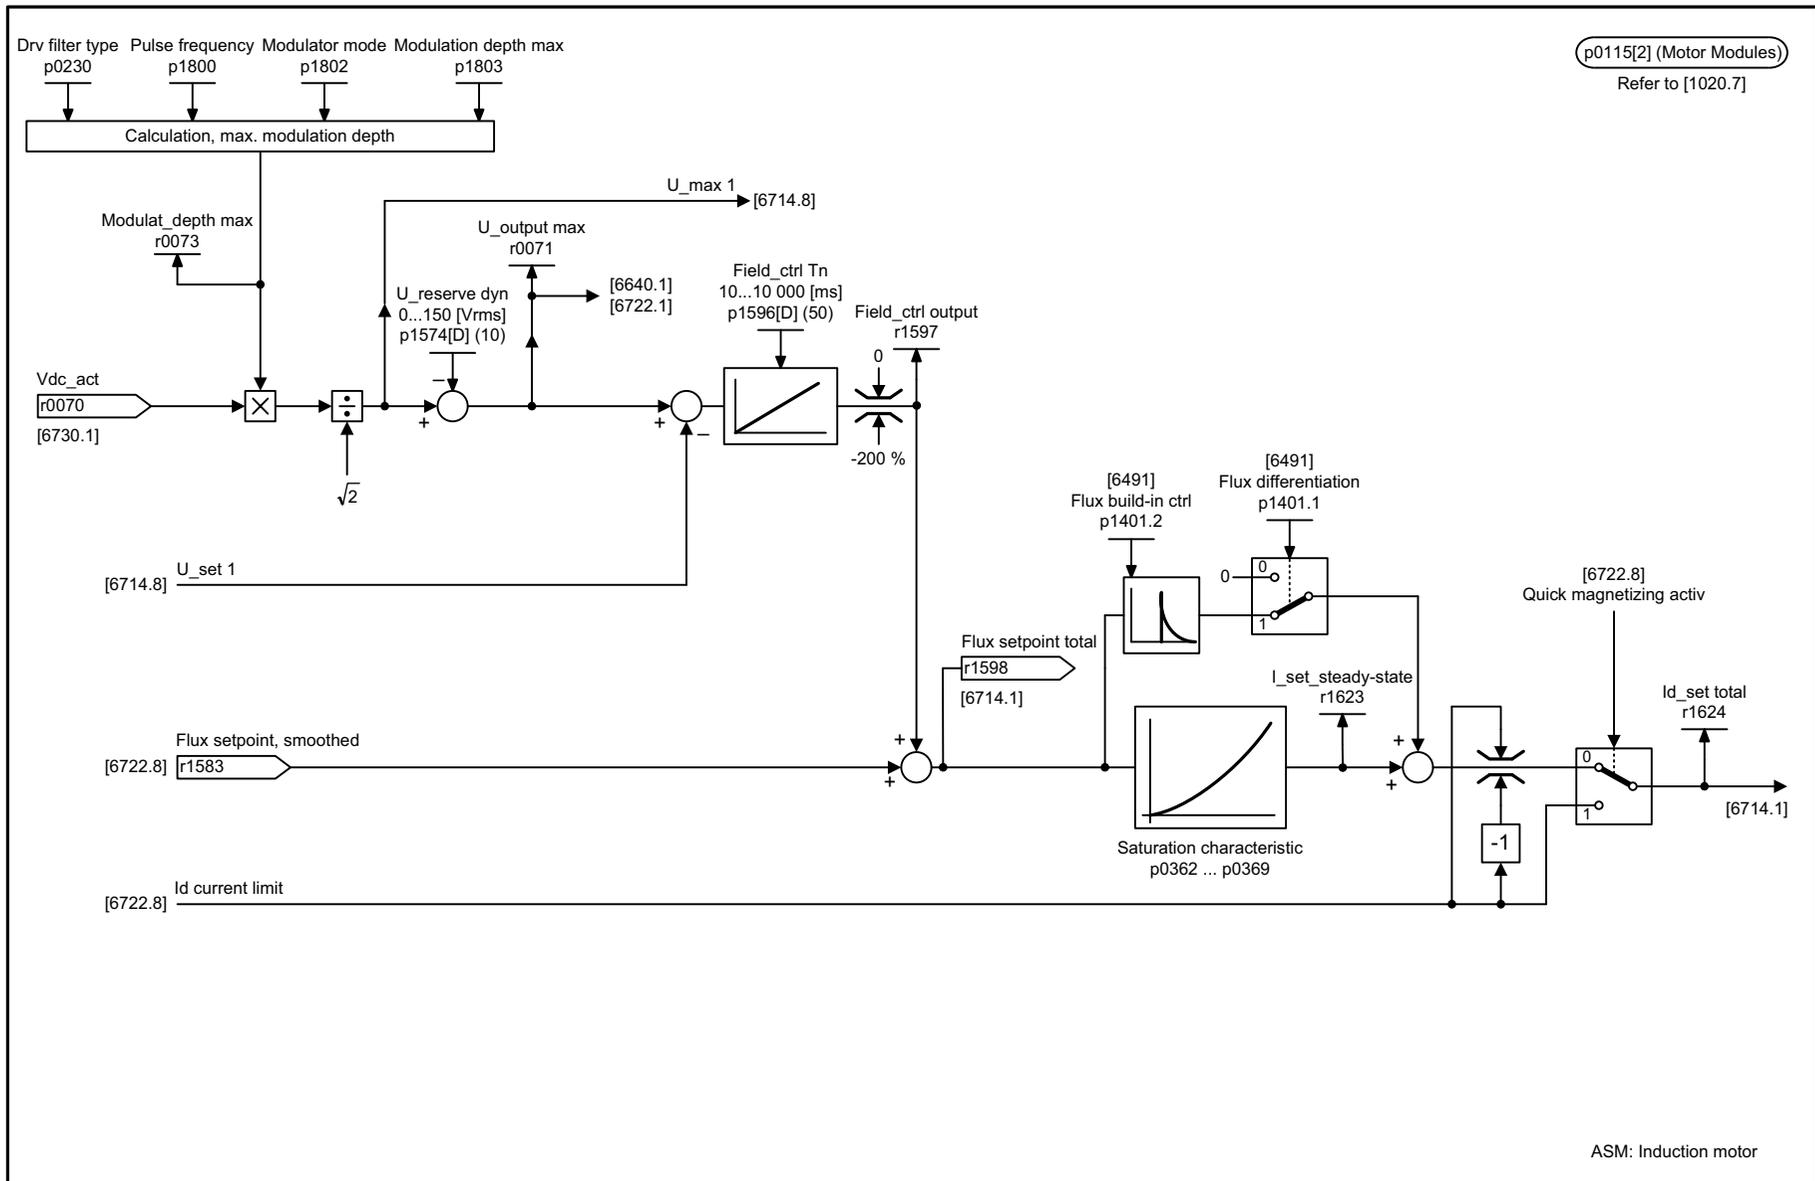 Drv filter type
p0230
Pulse frequency
p1800
Modulator mode
p1802
Modulation depth max
p1803
p0115[2] (Motor Modules)
Refer to [1020.7]
Calculation, max. modulation depth
U_max 1
[6714.8]
Modulat_depth max
r0073
U_output max
r0071
[6640.1]
[6722.1]
U_reserve dyn
0...150 [Vrms]
p1574[D] (10)
Field_ctrl Tn
10...10 000 [ms]
p1596[D] (50)
Field_ctrl output
r1597
0
-200 %
Vdc_act
r0070
[6730.1]
×
÷
–
+
+
–
√2
[6491]
Flux build-in ctrl
p1401.2
[6491]
Flux differentiation
p1401.1
0
0
1
U_set 1
[6714.8]
[6722.8]
Quick magnetizing activ
Flux setpoint total
r1598
[6714.1]
I_set_steady-state
r1623
Id_set total
r1624
Flux setpoint, smoothed
[6722.8]
r1583
+
+
+
+
0
1
[6714.1]
-1
Saturation characteristic
p0362 ... p0369
Id current limit
[6722.8]
ASM: Induction motor